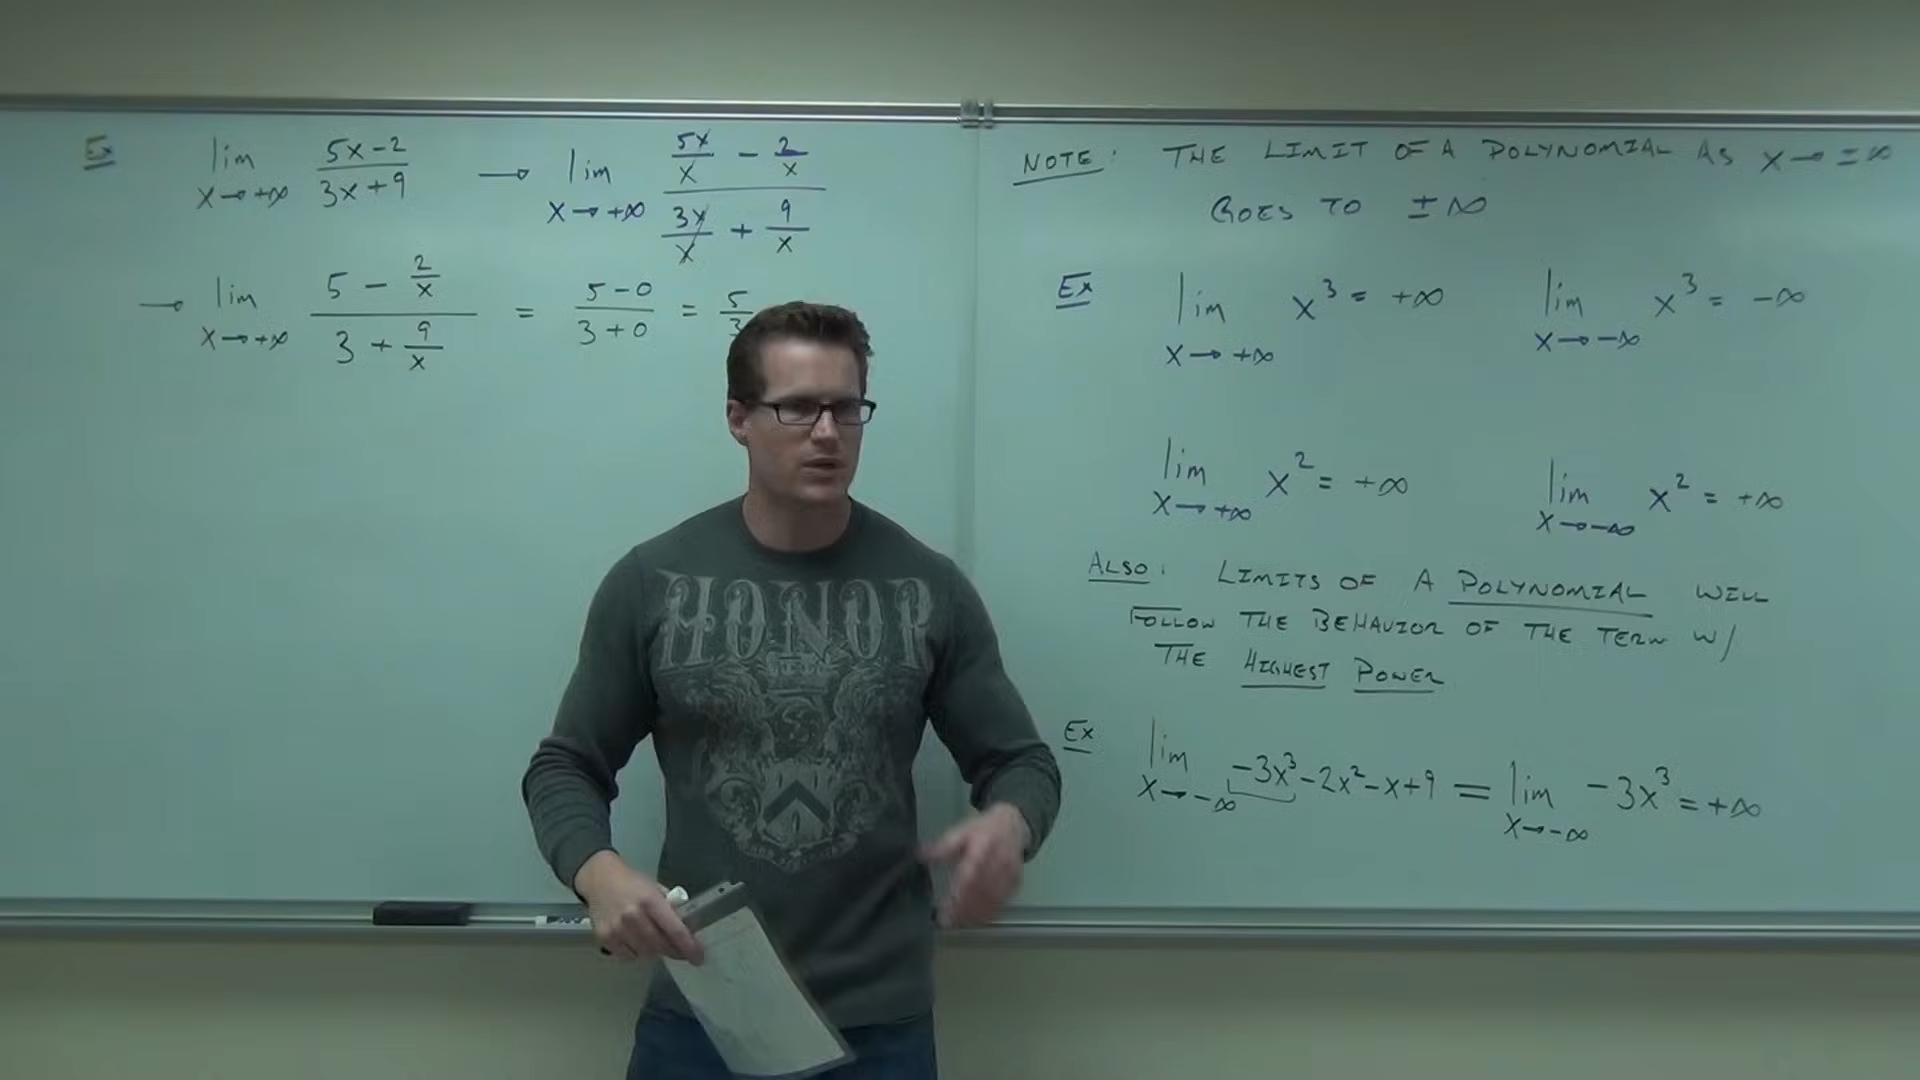 Ex lim x→+∞ (5x-2)/(3x+9) → lim x→+∞ (5x/x - 2/x)/(3x/x + 9/x)
→ lim x→+∞ (5 - 2/x)/(3 + 9/x) = (5-0)/(3+0) = 5/3
NOTE: THE LIMIT OF A POLYNOMIAL AS x→±∞
GOES TO ±∞
Ex lim x→+∞ x³ = +∞ lim x→-∞ x³ = -∞
lim x→+∞ x² = +∞ lim x→-∞ x² = +∞
ALSO: LIMITS OF A POLYNOMIAL WILL
FOLLOW THE BEHAVIOR OF THE TERM W/
THE HIGHEST POWER
Ex lim x→-∞ -3x³-2x²-x+9 = lim x→-∞ -3x³ = +∞
HONOR